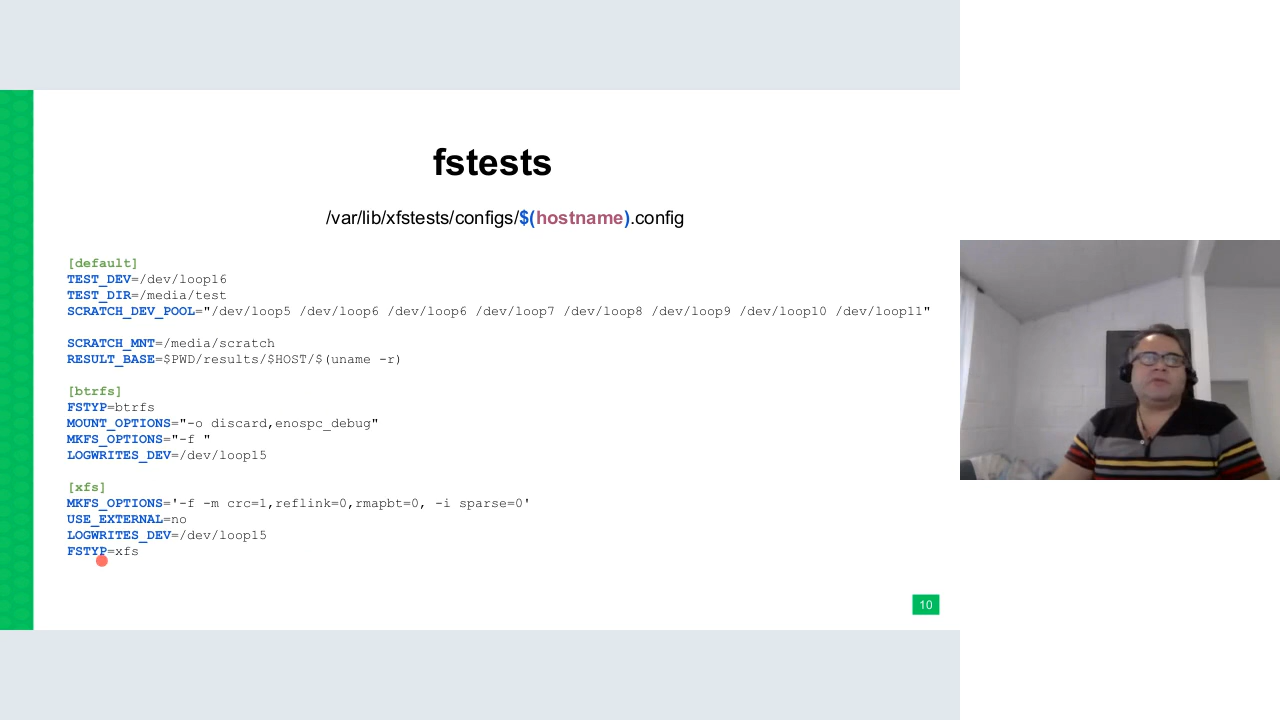 fstests
/var/lib/xfstests/configs/$(hostname).config
[default]
TEST_DEV=/dev/loop16
TEST_DIR=/media/test
SCRATCH_DEV_POOL="/dev/loop5 /dev/loop6 /dev/loop6 /dev/loop7 /dev/loop8 /dev/loop9 /dev/loop10 /dev/loop11"
SCRATCH_MNT=/media/scratch
RESULT_BASE=$PWD/results/$HOST/$(uname -r)
[btrfs]
FSTYP=btrfs
MOUNT_OPTIONS="-o discard,enospc_debug"
MKFS_OPTIONS="-f "
LOGWRITES_DEV=/dev/loop15
[xfs]
MKFS_OPTIONS='-f -m crc=1,reflink=0,rmapbt=0, -i sparse=0'
USE_EXTERNAL=no
LOGWRITES_DEV=/dev/loop15
FSTYP=xfs
10